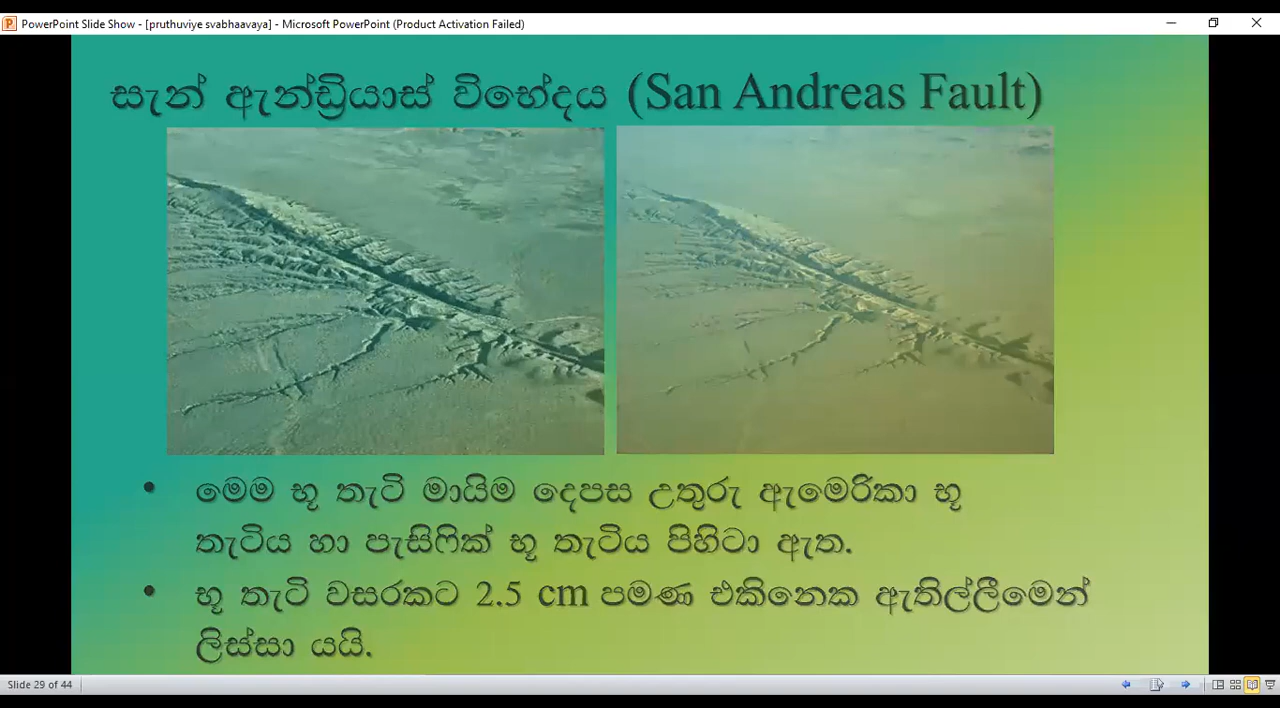 PowerPoint Slide Show - [pruthuviye svabhaavaya] - Microsoft PowerPoint (Product Activation Failed)
සැන් ඇන්ඩ්‍රියාස් විභේදය (San Andreas Fault)
• මෙම භූ තැටි මායිම දෙපස උතුරු ඇමෙරිකා භූ
තැටිය හා පැසිෆික් භූ තැටිය පිහිටා ඇත.
• භූ තැටි වසරකට 2.5 cm පමණ එකිනෙක ඇතිල්ලීමෙන්
ලිස්සා යයි.
Slide 29 of 44